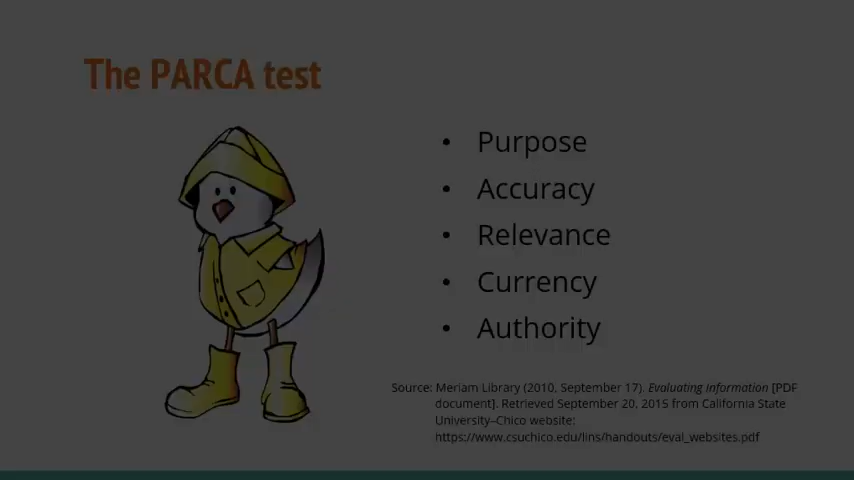 The PARCA test
• Purpose
• Accuracy
• Relevance
• Currency
• Authority
Source: Meriam Library (2010, September 17). Evaluating information [PDF
document]. Retrieved September 20, 2015 from California State
University–Chico website:
https://www.csuchico.edu/lins/handouts/eval_websites.pdf